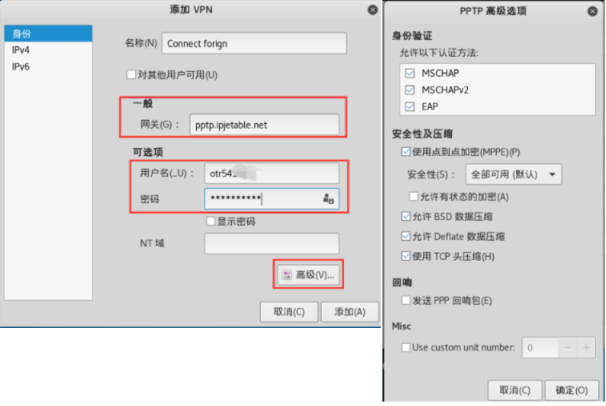 添加 VPN
身份
IPv4
IPv6
名称(N)
Connect forign
对其他用户可用(U)
一般
网关(G)：
pptp.ipjetable.net
可选项
用户名(_U)：
密码
**********
显示密码
NT 域
高级(V)...
取消(C)
添加(A)
PPTP 高级选项
身份验证
允许以下认证方法:
MSCHAP
MSCHAPv2
EAP
安全性及压缩
使用点到点加密(MPPE)(P)
安全性(S)：
全部可用 (默认)
允许有状态的加密(A)
允许 BSD 数据压缩
允许 Deflate 数据压缩
使用 TCP 头压缩(H)
回响
发送 PPP 回响包(E)
Misc
Use custom unit number:
0
取消(C)
确定(O)